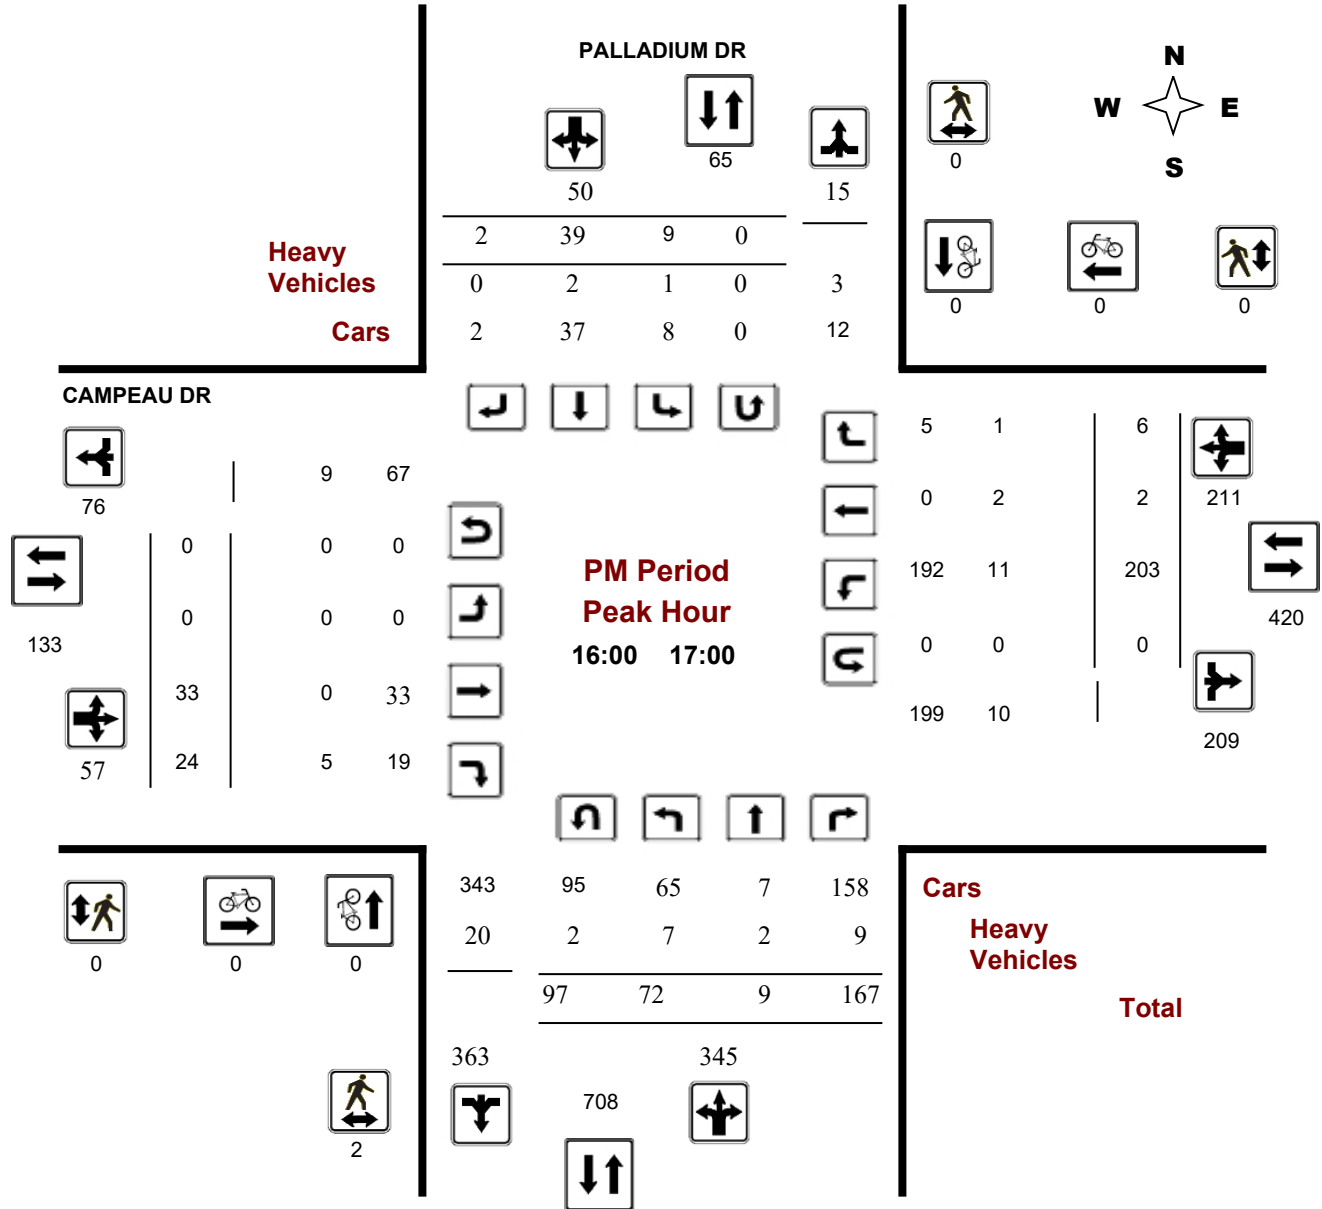 PALLADIUM DR
N
W E
S
65
0
50
15
2 39 9 0
Heavy
Vehicles
0 2 1 0 3
0 0 0
Cars
2 37 8 0 12
CAMPEAU DR
5 1 6
9 67
76
0 2 2 211
0 0 0
PM Period
192 11 203
Peak Hour
0 0 0
420
133
16:00 17:00
0 0 0
33 0 33
199 10
209
57 24 5 19
343 95 65 7 158
Cars
20 2 7 2 9
Heavy
Vehicles
0 0 0
97 72 9 167
Total
363 345
708
2